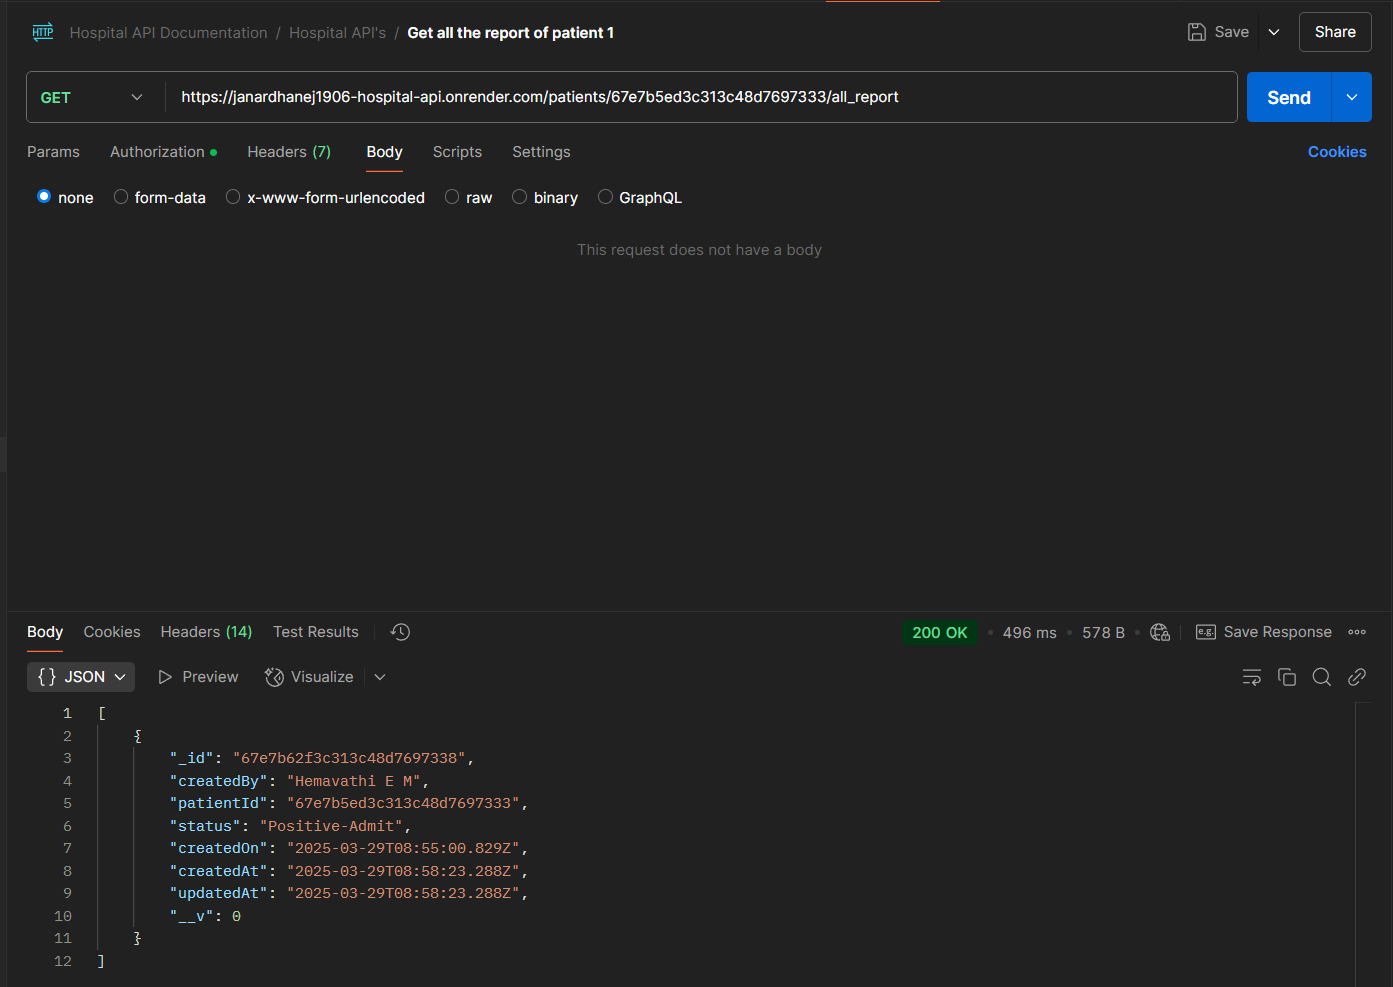 HTTP Hospital API Documentation / Hospital API's / Get all the report of patient 1 Save Share
GET https://janardhanej1906-hospital-api.onrender.com/patients/67e7b5ed3c313c48d7697333/all_report Send
Params Authorization Headers (7) Body Scripts Settings Cookies
none form-data x-www-form-urlencoded raw binary GraphQL
This request does not have a body
Body Cookies Headers (14) Test Results 200 OK 496 ms 578 B e.g. Save Response
{} JSON Preview Visualize
1 [
2 {
3 "_id": "67e7b62f3c313c48d7697338",
4 "createdBy": "Hemavathi E M",
5 "patientId": "67e7b5ed3c313c48d7697333",
6 "status": "Positive-Admit",
7 "createdOn": "2025-03-29T08:55:00.829Z",
8 "createdAt": "2025-03-29T08:58:23.288Z",
9 "updatedAt": "2025-03-29T08:58:23.288Z",
10 "__v": 0
11 }
12 ]